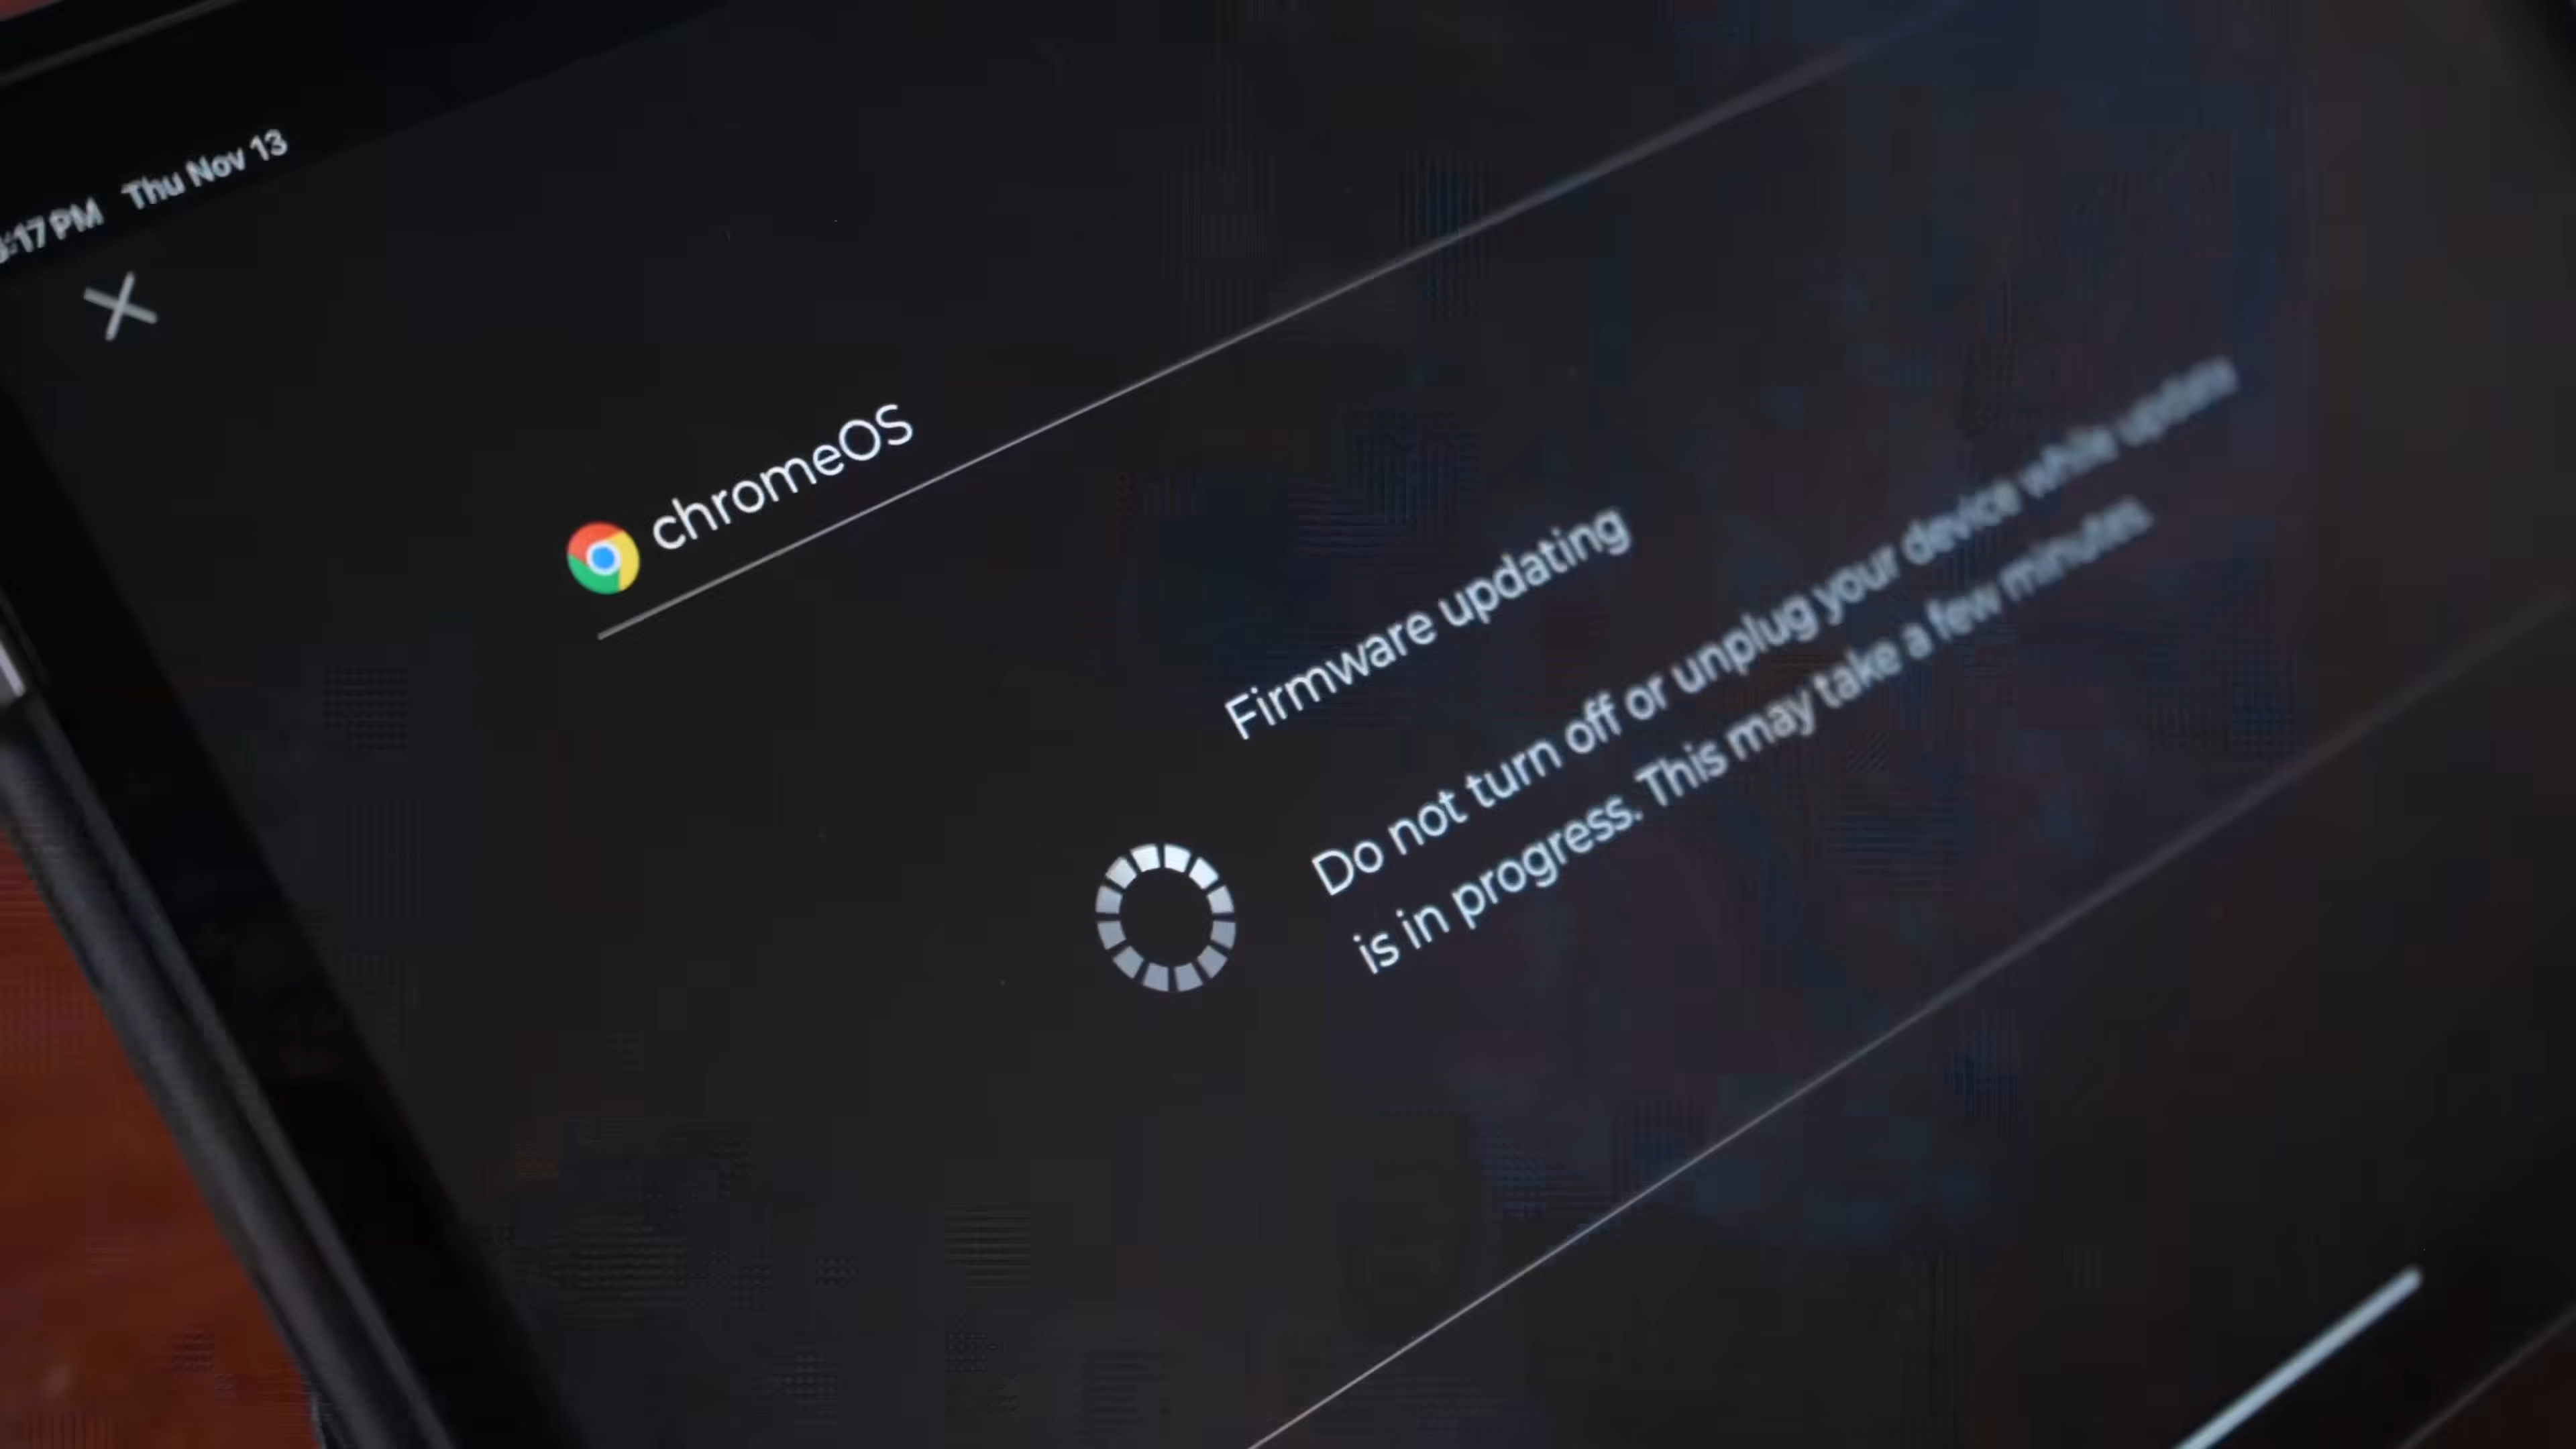 :17 PM Thu Nov 13
chromeOS
Firmware updating
Do not turn off or unplug your device while update
is in progress. This may take a few minutes.